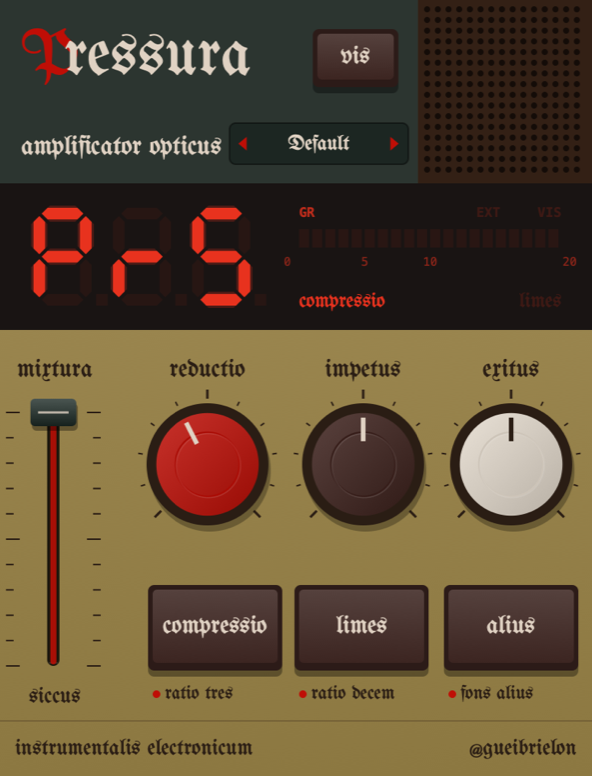 Pressura
vis
amplificator opticus
Default
PrS
GR EXT VIS
0 5 10 20
compressio limes
mixtura reductio impetus exitus
compressio limes alius
siccus ratio tres ratio decem fons alius
instrumentalis electronicum @gueibrielon